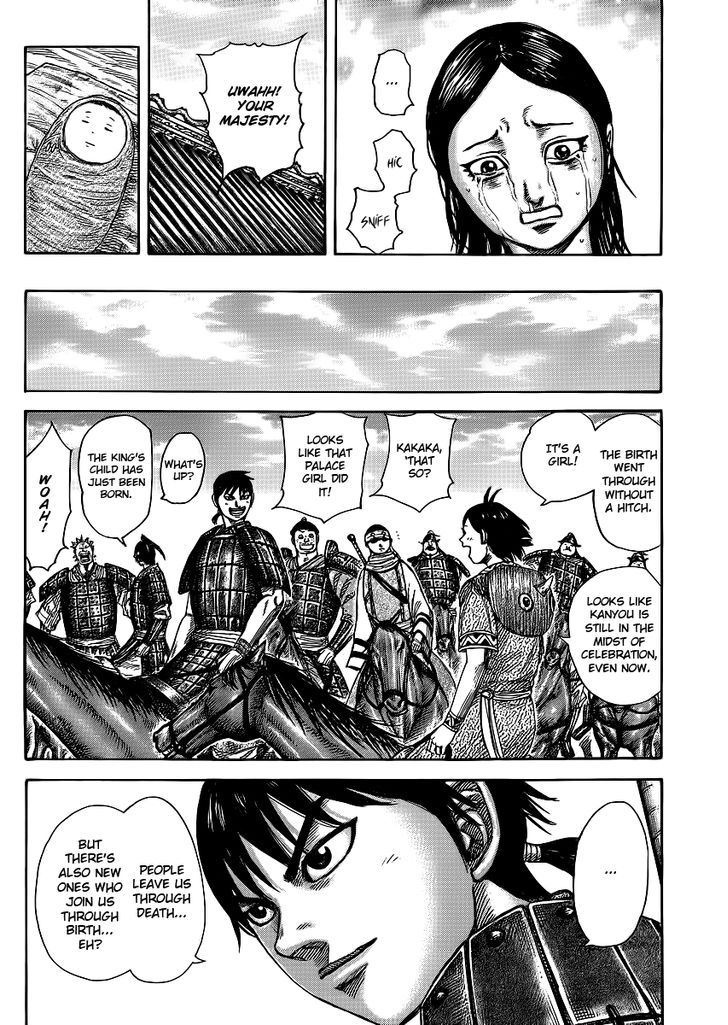 ...
HIC
SNIFF
UWAHH!
YOUR
MAJESTY!
THE BIRTH
WENT
THROUGH
WITHOUT
A HITCH.
IT'S A
GIRL!
LOOKS
LIKE KANYOU IS
STILL IN THE
MIDST OF
CELEBRATION,
EVEN NOW.
KAKAKA,
'THAT
SO?
LOOKS
LIKE THAT
PALACE
GIRL DID
IT!
WHAT'S
UP?
THE KING'S
CHILD HAS
JUST BEEN
BORN.
WOAH!
...
PEOPLE
LEAVE US
THROUGH
DEATH...
BUT
THERE'S
ALSO NEW
ONES WHO
JOIN US
THROUGH
BIRTH...
EH?